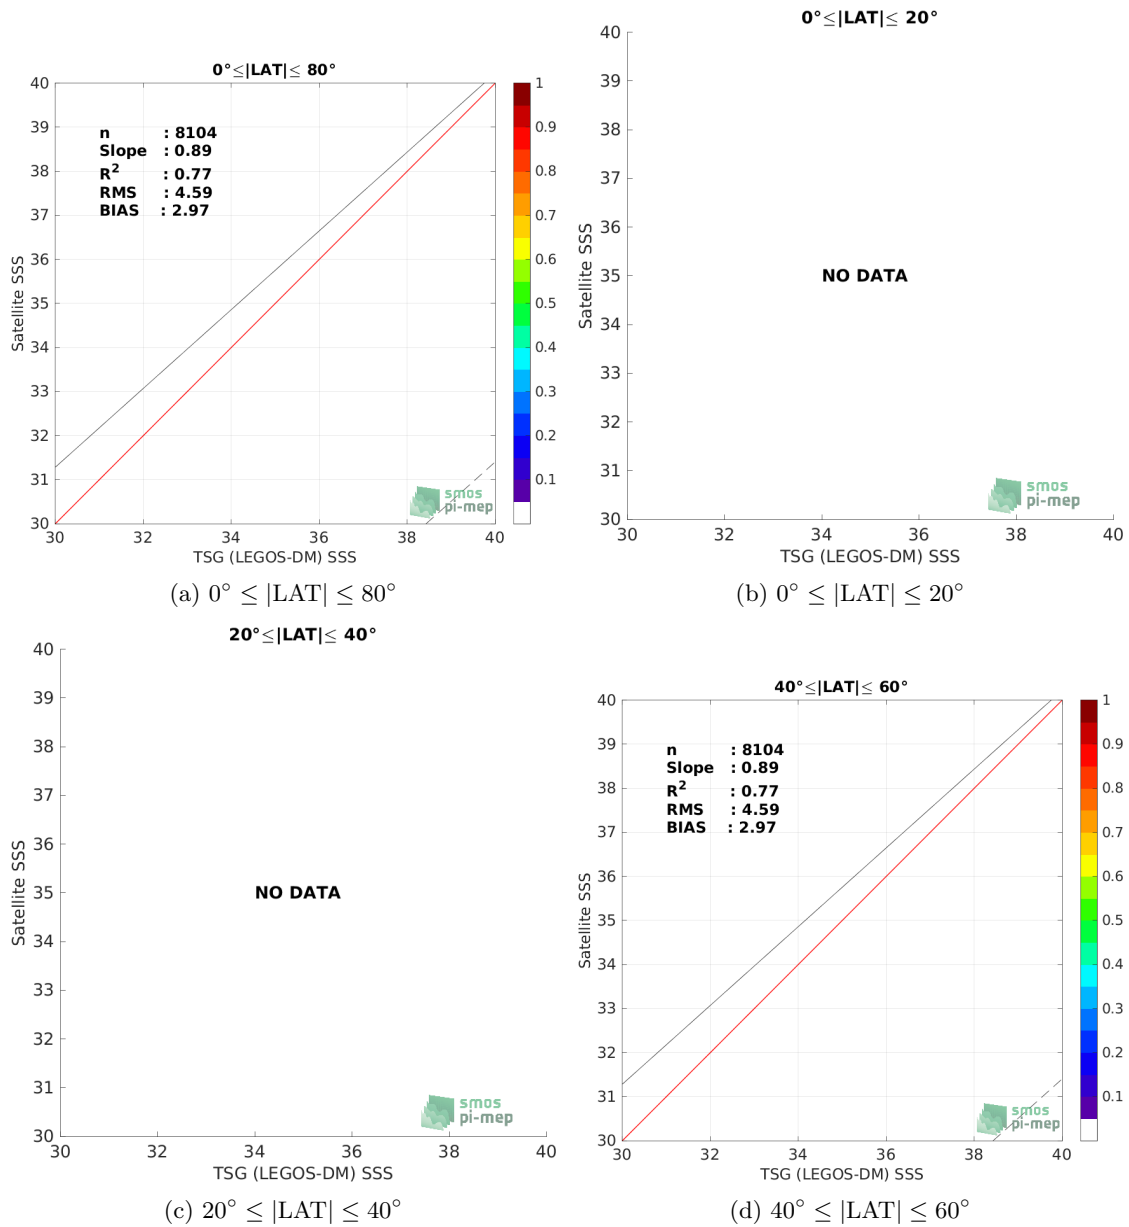 0°≤|LAT|≤ 80°
n : 8104
Slope : 0.89
R² : 0.77
RMS : 4.59
BIAS : 2.97
40
39
38
37
36
35
34
33
32
31
30
Satellite SSS
30 32 34 36 38 40
TSG (LEGOS-DM) SSS
1
0.9
0.8
0.7
0.6
0.5
0.4
0.3
0.2
0.1
smos
pi-mep
(a) 0° ≤ |LAT| ≤ 80°
0°≤|LAT|≤ 20°
40
39
38
37
36
35
34
33
32
31
30
Satellite SSS
NO DATA
smos
pi-mep
30 32 34 36 38 40
TSG (LEGOS-DM) SSS
(b) 0° ≤ |LAT| ≤ 20°
20°≤|LAT|≤ 40°
40
39
38
37
36
35
34
33
32
31
30
Satellite SSS
NO DATA
smos
pi-mep
30 32 34 36 38 40
TSG (LEGOS-DM) SSS
(c) 20° ≤ |LAT| ≤ 40°
40°≤|LAT|≤ 60°
n : 8104
Slope : 0.89
R² : 0.77
RMS : 4.59
BIAS : 2.97
40
39
38
37
36
35
34
33
32
31
30
Satellite SSS
30 32 34 36 38 40
TSG (LEGOS-DM) SSS
1
0.9
0.8
0.7
0.6
0.5
0.4
0.3
0.2
0.1
smos
pi-mep
(d) 40° ≤ |LAT| ≤ 60°